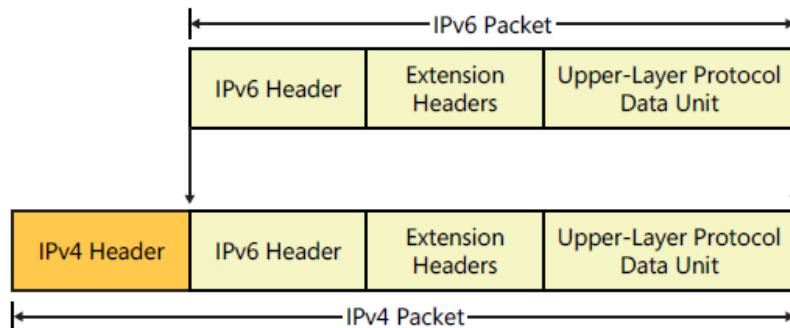 IPv6 Packet
IPv6 Header
Extension
Headers
Upper-Layer Protocol
Data Unit
IPv4 Header
IPv6 Header
Extension
Headers
Upper-Layer Protocol
Data Unit
IPv4 Packet